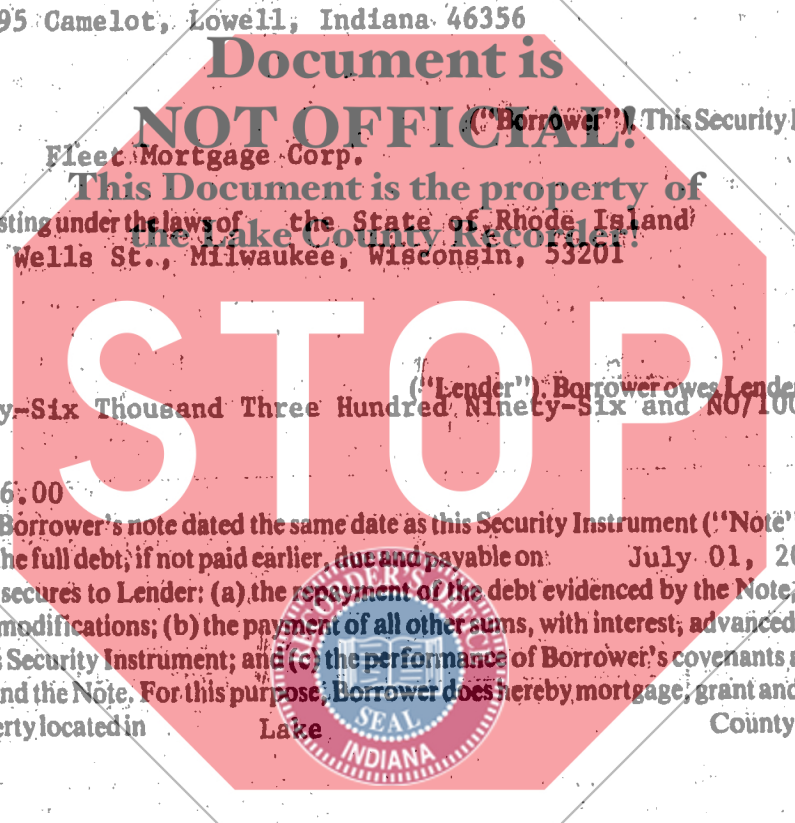 95 Camelot, Lowell, Indiana 46356
Document is
NOT OFFICIAL!
("Borrower"). This Security
Fleet Mortgage Corp.
This Document is the property of
sting under the laws of the State of Rhode Island
the Lake County Recorder!
Wells St., Milwaukee, Wisconsin, 53201
STOP
("Lender"). Borrower owes Lender
y-Six Thousand Three Hundred Ninety-Six and NO/100
6.00
Borrower's note dated the same date as this Security Instrument ("Note"
he full debt, if not paid earlier, due and payable on July 01, 20
secures to Lender: (a) the repayment of the debt evidenced by the Note,
modifications; (b) the payment of all other sums, with interest, advanced
Security Instrument; and (c) the performance of Borrower's covenants a
nd the Note. For this purpose, Borrower does hereby mortgage, grant and
erty located in Lake County
RECORDER'S OFFICE
SEAL
INDIANA